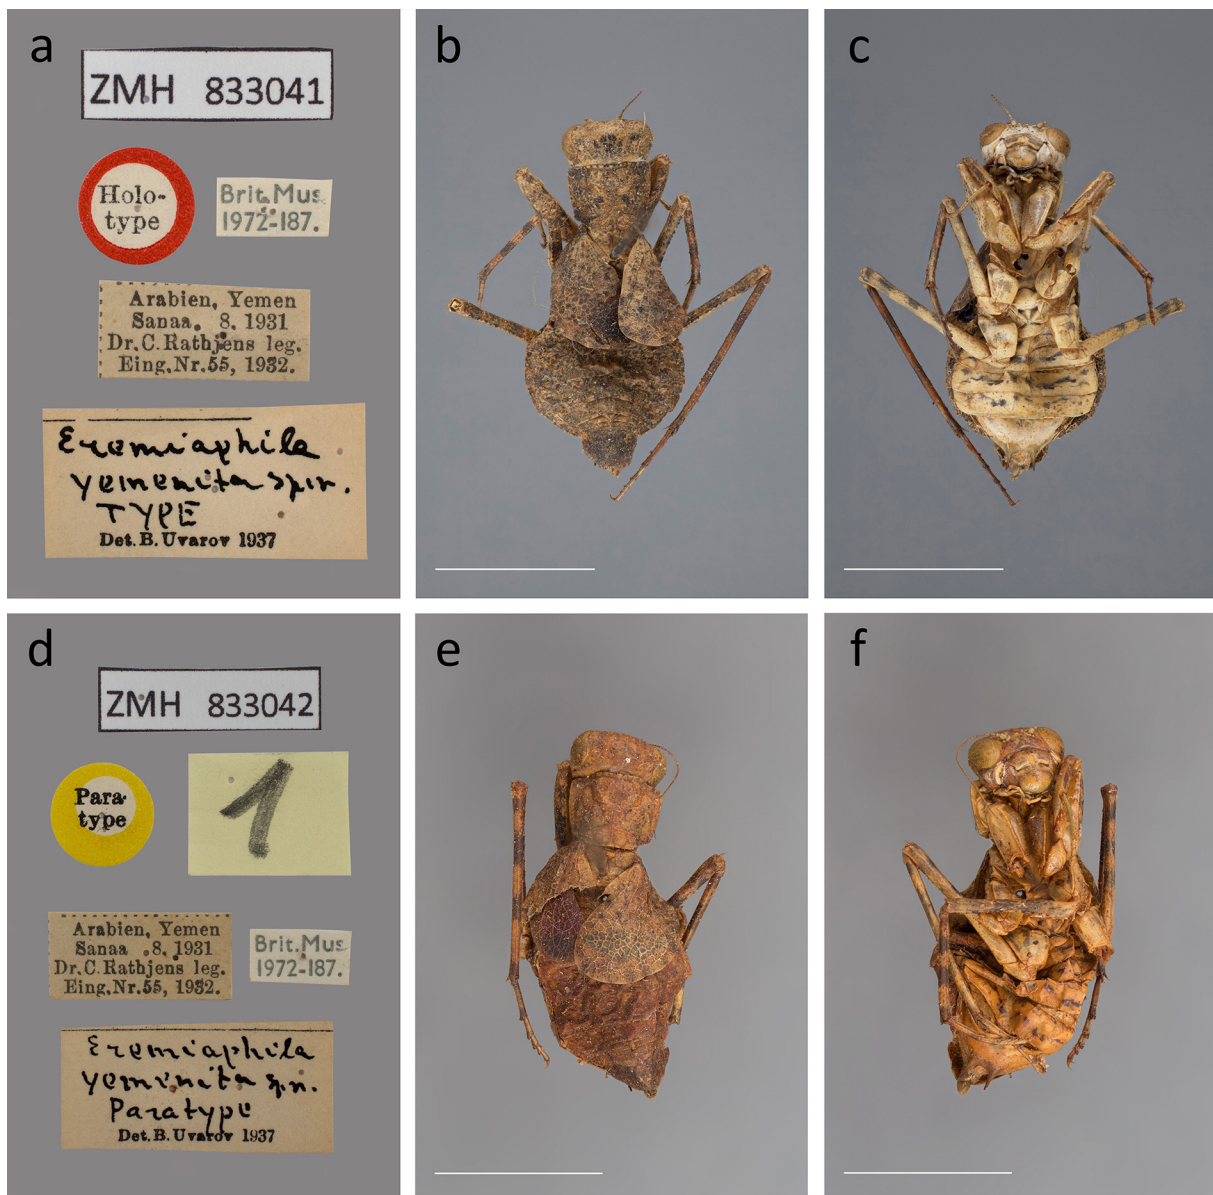 a
ZMH 833041
Holo-
type
Brit.Mus.
1972-187.
Arabien, Yemen
Sanaa. 8. 1931
Dr.C.Rathjens leg.
Eing.Nr.55, 1932.
Eremiaphila
yemenita sp.n.
TYPE
Det. B. Uvarov 1937
b
c
d
ZMH 833042
Para-
type
1
Arabien, Yemen
Sanaa .8. 1931
Dr.C.Rathjens leg.
Eing.Nr.55, 1932.
Brit.Mus.
1972-187.
Eremiaphila
yemenita sp.n.
Paratype
Det. B. Uvarov 1937
e
f